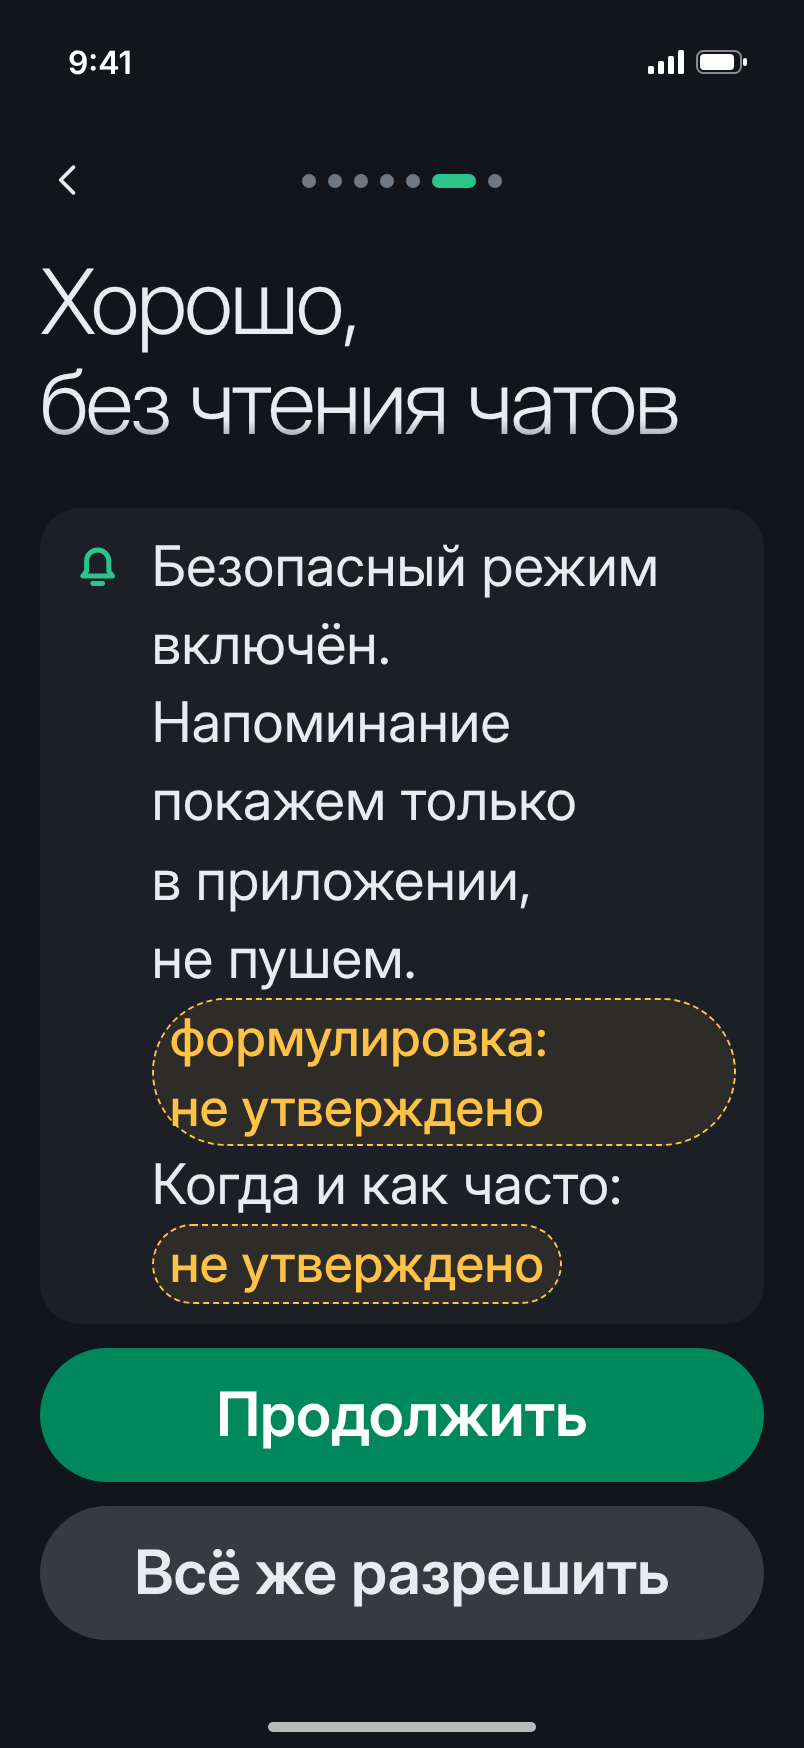 9:41
Хорошо,
без чтения чатов
Безопасный режим
включён.
Напоминание
покажем только
в приложении,
не пушем.
формулировка:
не утверждено
Когда и как часто:
не утверждено
Продолжить
Всё же разрешить